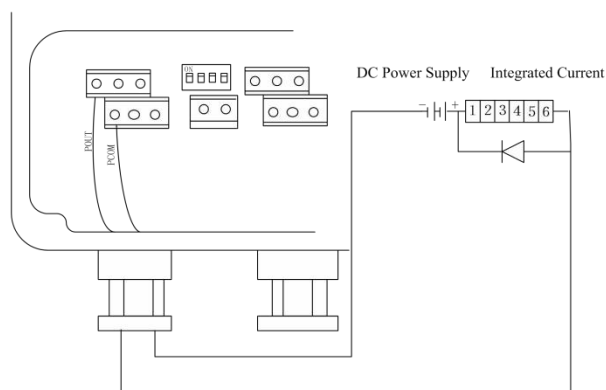 ON
DC Power Supply Integrated Current
− +
1 2 3 4 5 6
POUT
PCOM